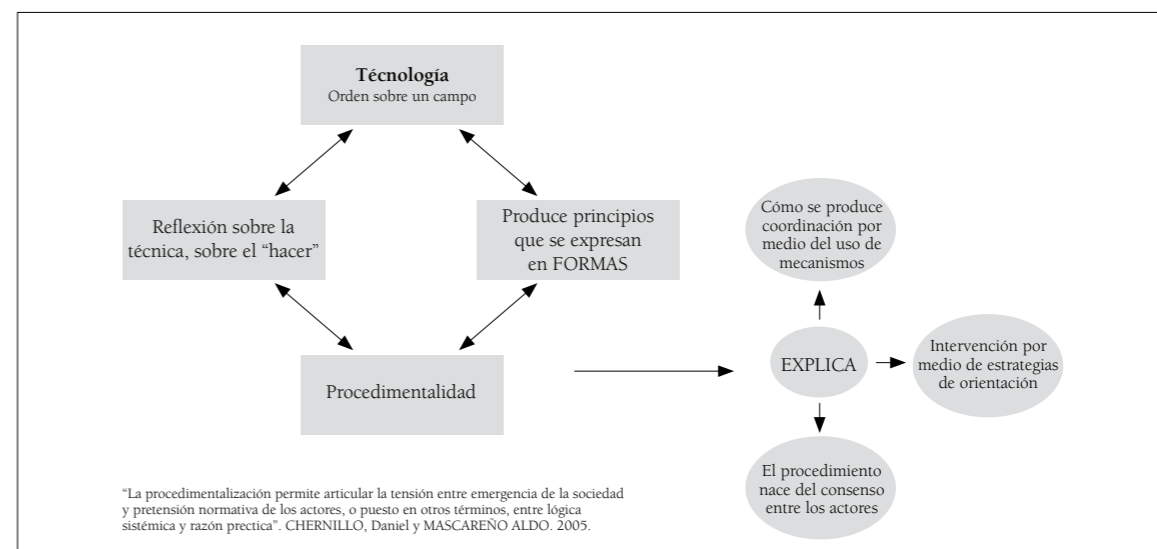 Técnología
Orden sobre un campo
Reflexión sobre la
técnica, sobre el “hacer”
Produce principios
que se expresan
en FORMAS
Procedimentalidad
Cómo se produce
coordinación por
medio del uso de
mecanismos
EXPLICA
Intervención por
medio de estrategias
de orientación
El procedimiento
nace del consenso
entre los actores
“La procedimentalización permite articular la tensión entre emergencia de la sociedad
y pretensión normativa de los actores, o puesto en otros términos, entre lógica
sistémica y razón prectica”. CHERNILLO, Daniel y MASCAREÑO ALDO. 2005.